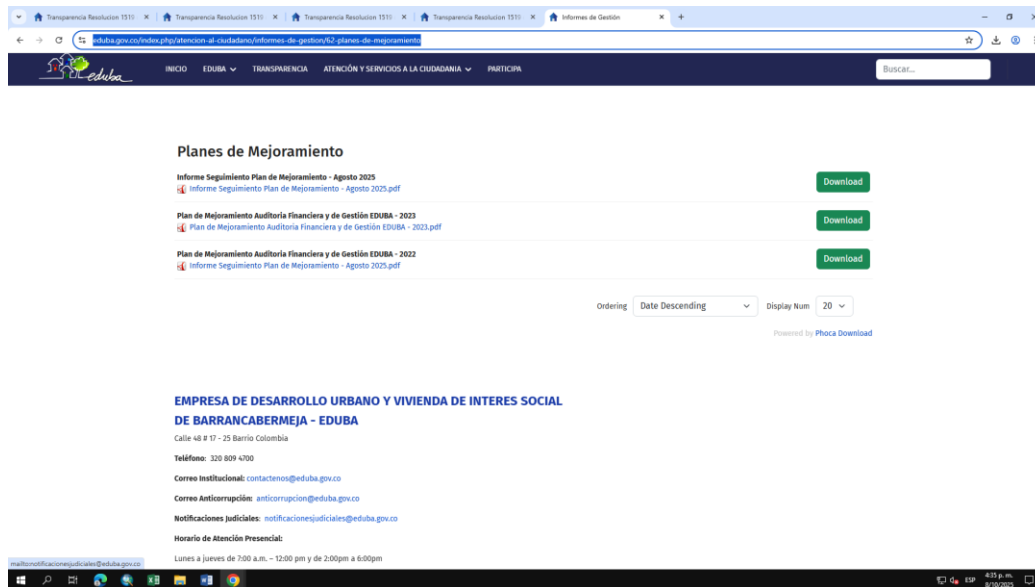 Transparencia Resolucion 1519
Transparencia Resolucion 1519
Transparencia Resolucion 1519
Transparencia Resolucion 1519
Informes de Gestión
eduba.gov.co/index.php/atencion-al-ciudadano/informes-de-gestion/62-planes-de-mejoramiento
eduba INICIO EDUBA TRANSPARENCIA ATENCIÓN Y SERVICIOS A LA CIUDADANIA PARTICIPA Buscar...
Planes de Mejoramiento
Informe Seguimiento Plan de Mejoramiento - Agosto 2025
Informe Seguimiento Plan de Mejoramiento - Agosto 2025.pdf
Download
Plan de Mejoramiento Auditoria Financiera y de Gestión EDUBA - 2023
Plan de Mejoramiento Auditoria Financiera y de Gestión EDUBA - 2023.pdf
Download
Plan de Mejoramiento Auditoria Financiera y de Gestión EDUBA - 2022
Informe Seguimiento Plan de Mejoramiento - Agosto 2025.pdf
Download
Ordering Date Descending Display Num 20
Powered by Phoca Download
EMPRESA DE DESARROLLO URBANO Y VIVIENDA DE INTERES SOCIAL
DE BARRANCABERMEJA - EDUBA
Calle 48 # 17 - 25 Barrio Colombia
Teléfono: 320 809 4700
Correo Institucional: contactenos@eduba.gov.co
Correo Anticorrupción: anticorrupcion@eduba.gov.co
Notificaciones Judiciales: notificacionesjudiciales@eduba.gov.co
Horario de Atención Presencial:
Lunes a jueves de 7:00 a.m. – 12:00 pm y de 2:00pm a 6:00pm
mailto:notificacionesjudiciales@eduba.gov.co
ESP
4:35 p. m.
8/10/2025